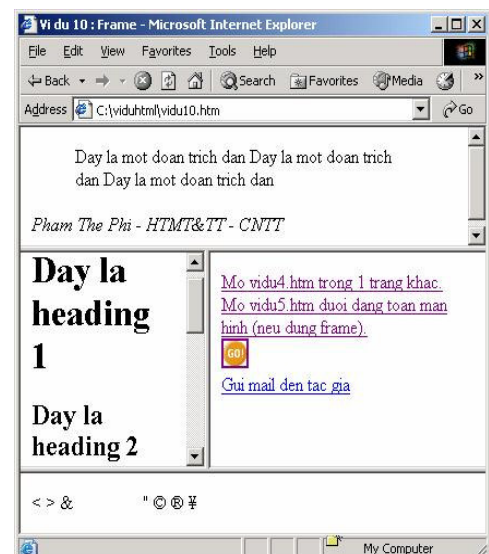 Vi du 10 : Frame - Microsoft Internet Explorer
File Edit View Favorites Tools Help
Back Search Favorites Media »
Address C:\viduhtml\vidu10.htm Go
Day la mot doan trich dan Day la mot doan trich
dan Day la mot doan trich dan
Pham The Phi - HTMT&TT - CNTT
Day la
heading
1
Day la
heading 2
Mo vidu4.htm trong 1 trang khac.
Mo vidu5.htm duoi dang toan man
hinh (neu dung frame).
GO!
Gui mail den tac gia
< > & " © ® ¥
My Computer